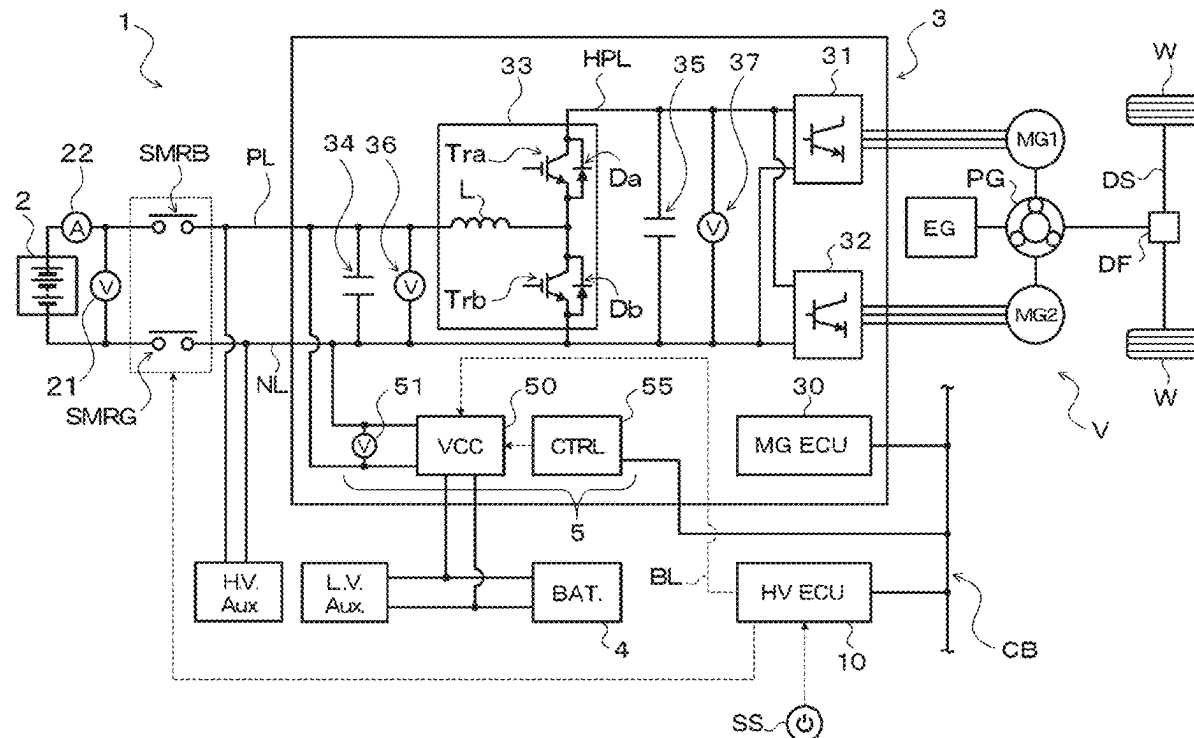 1
3
HPL
31
W
22
SMRB
PL
33
35
37
34
36
Tra
Da
MG1
2
A
L
PG
DS
V
V
V
EG
DF
32
Trb
Db
MG2
21
NL
W
SMRG
51
50
55
30
V
V
VCC
CTRL
MG ECU
5
BL
H.V.
Aux
L.V.
Aux.
BAT.
HV ECU
4
10
CB
SS